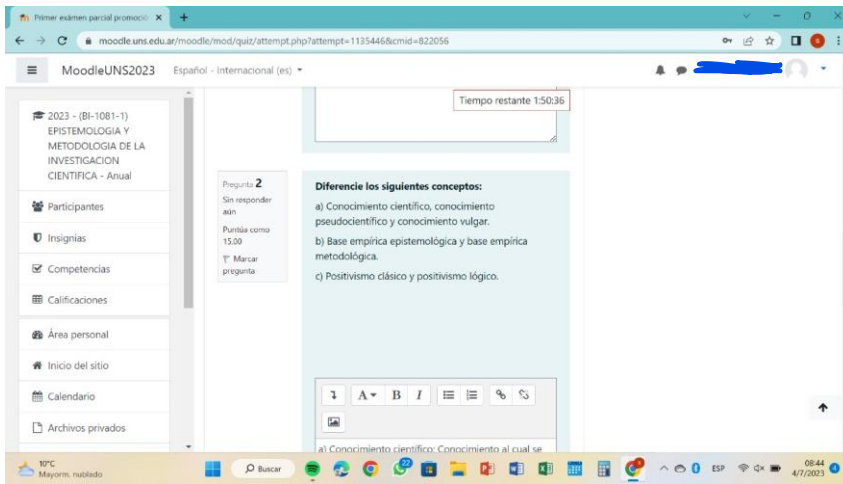 Primer exámen parcial promoció
moodle.uns.edu.ar/moodle/mod/quiz/attempt.php?attempt=1135446&cmid=822056
MoodleUNS2023 Español - Internacional (es)
Tiempo restante 1:50:36
2023 - (BI-1081-1)
EPISTEMOLOGIA Y
METODOLOGIA DE LA
INVESTIGACION
CIENTIFICA - Anual
Participantes
Insignias
Competencias
Calificaciones
Área personal
Inicio del sitio
Calendario
Archivos privados
Pregunta 2
Sin responder
aún
Puntúa como
15.00
Marcar
pregunta
Diferencie los siguientes conceptos:
a) Conocimiento científico, conocimiento
pseudocientífico y conocimiento vulgar.
b) Base empírica epistemológica y base empírica
metodológica.
c) Positivismo clásico y positivismo lógico.
A B I
a) Conocimiento científico: Conocimiento al cual se
10°C
Mayorm. nublado
Buscar
22
ESP
08:44
4/7/2023